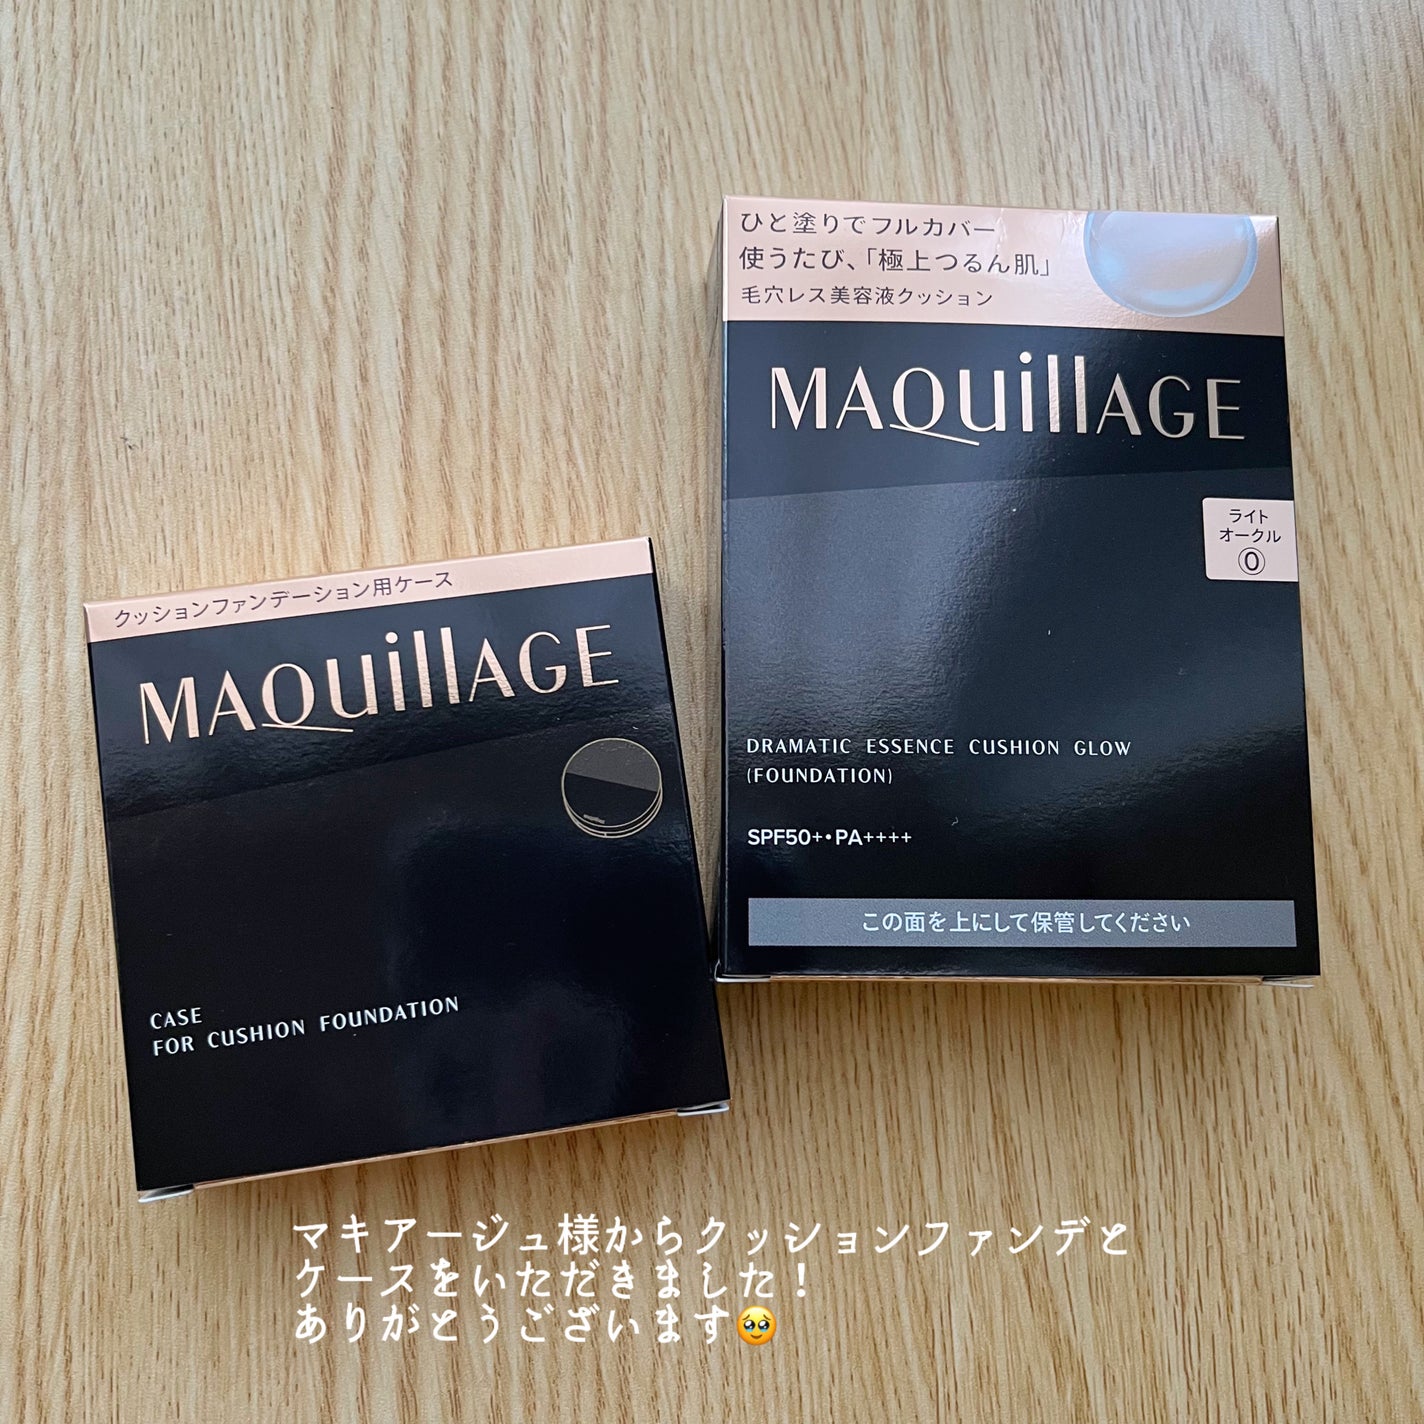 ひと塗りでフルカバー
使うたび、「極上つるん肌」
毛穴レス美容液クッション
MAQuillAGE
ライト
オークル
0
DRAMATIC ESSENCE CUSHION GLOW
(FOUNDATION)
SPF50+・PA++++
この面を上にして保管してください
クッションファンデーション用ケース
MAQuillAGE
CASE
FOR CUSHION FOUNDATION
マキアージュ様からクッションファンデと
ケースをいただきました！
ありがとうございます🥹